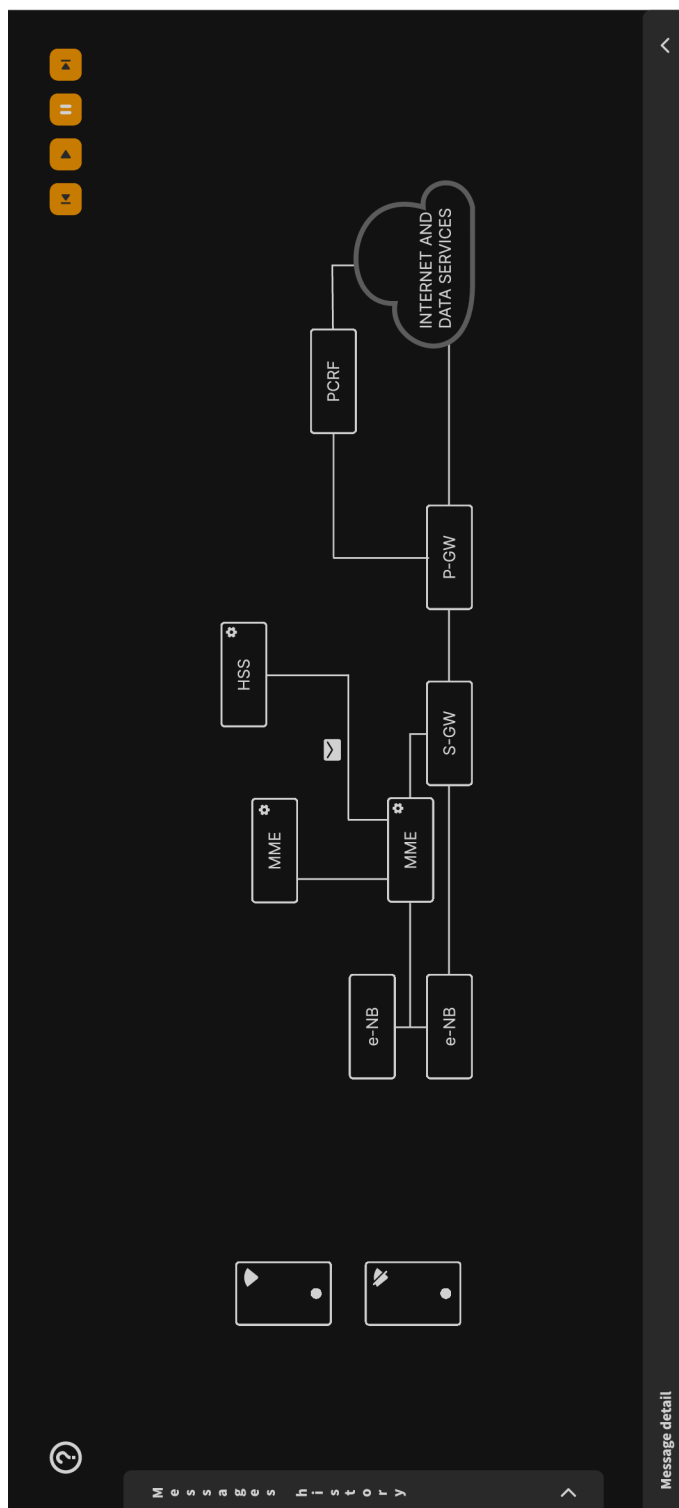 ?
Messages history
HSS
MME
PCRF
INTERNET AND
DATA SERVICES
e-NB
MME
e-NB
S-GW
P-GW
Message detail